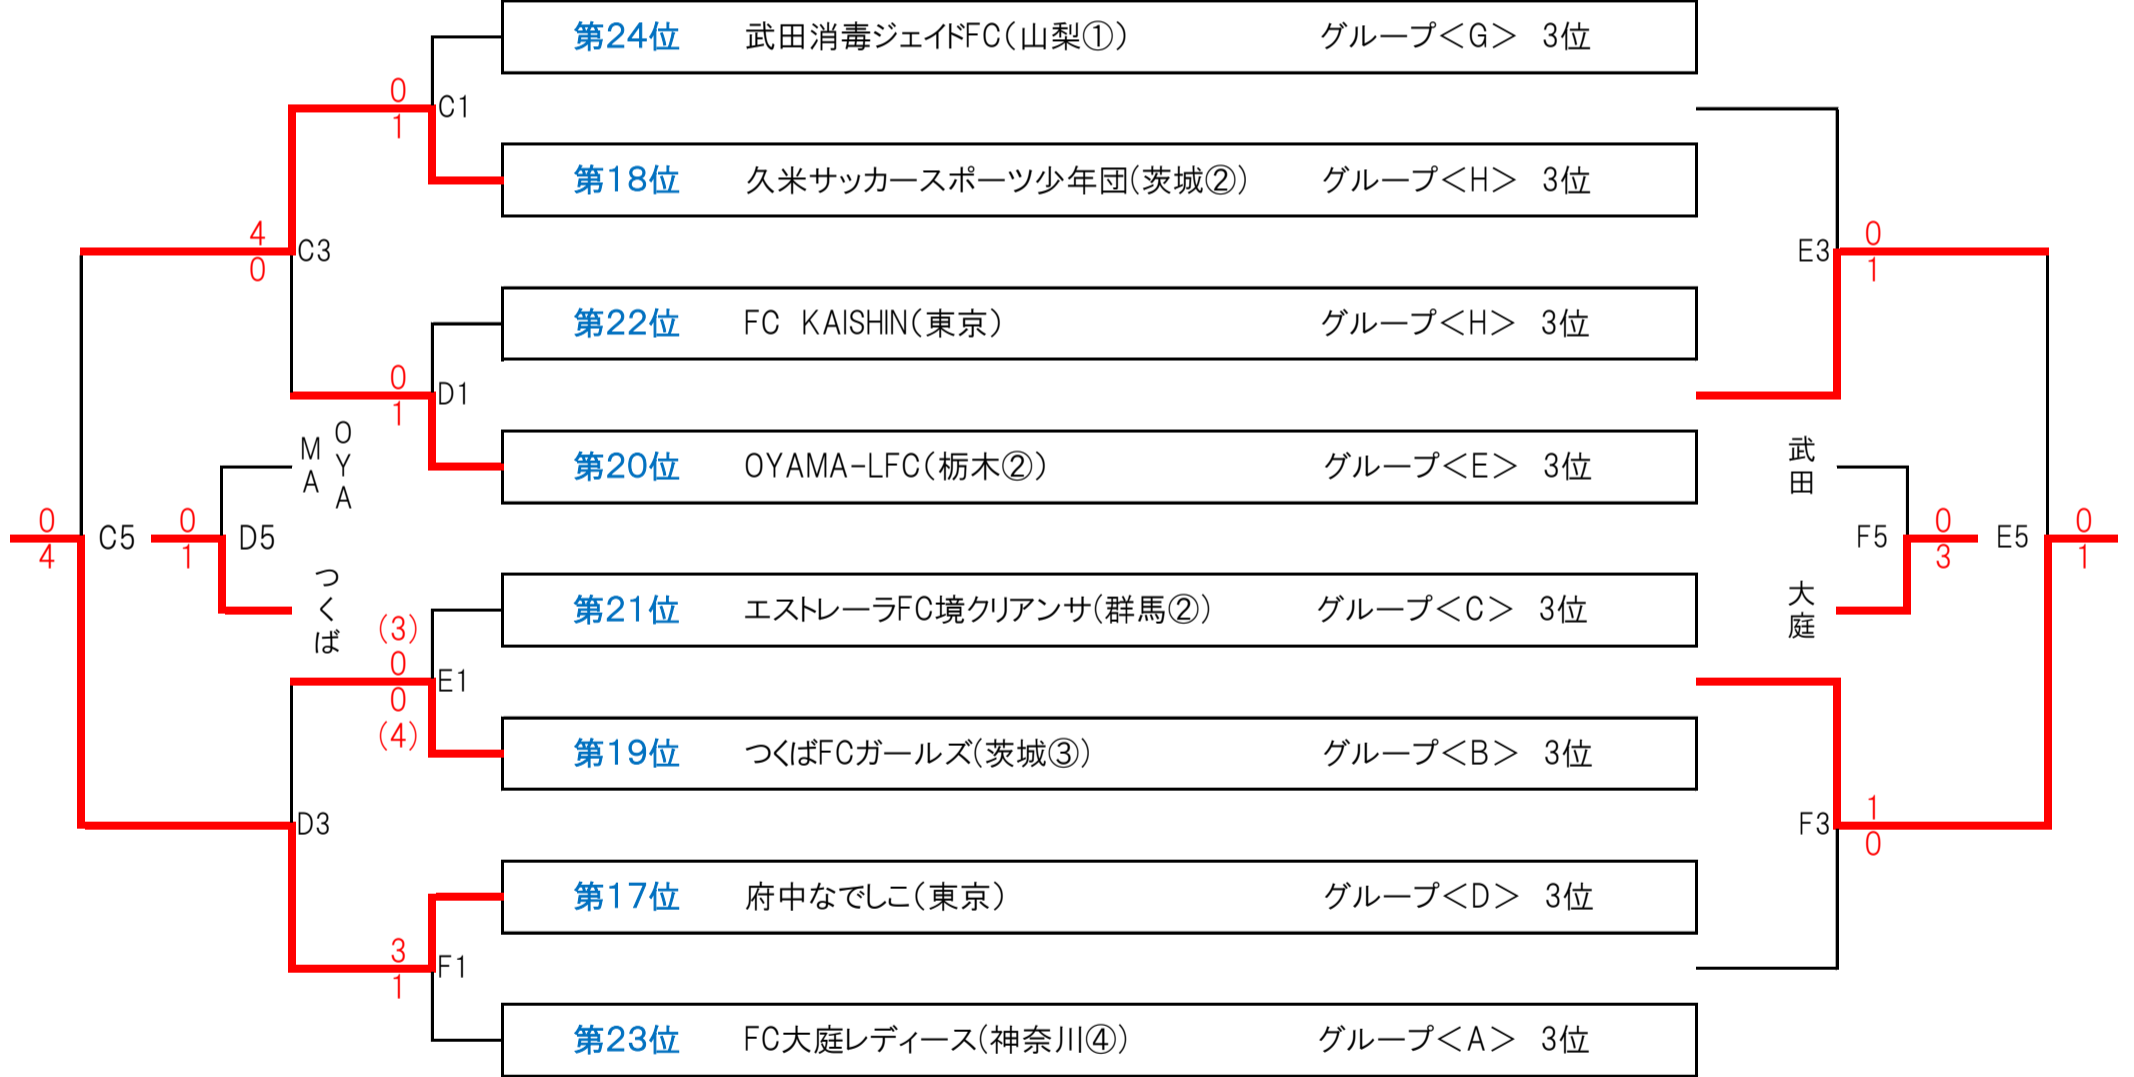 第24位 武田消毒ジェイドFC(山梨①) グループ<G> 3位
0
C1
1
第18位 久米サッカースポーツ少年団(茨城②) グループ<H> 3位
4
C3
0
E3
0
1
第22位 FC KAISHIN(東京) グループ<H> 3位
0
D1
1
第20位 OYAMA-LFC(栃木②) グループ<E> 3位
OYA
MA
武田
0
4
C5
0
1
D5
F5
0
3
E5
0
1
つくば
大庭
第21位 エストレーラFC境クリアンサ(群馬②) グループ<C> 3位
(3)
0
E1
0
(4)
第19位 つくばFCガールズ(茨城③) グループ<B> 3位
D3
F3
1
0
第17位 府中なでしこ(東京) グループ<D> 3位
3
F1
1
第23位 FC大庭レディース(神奈川④) グループ<A> 3位